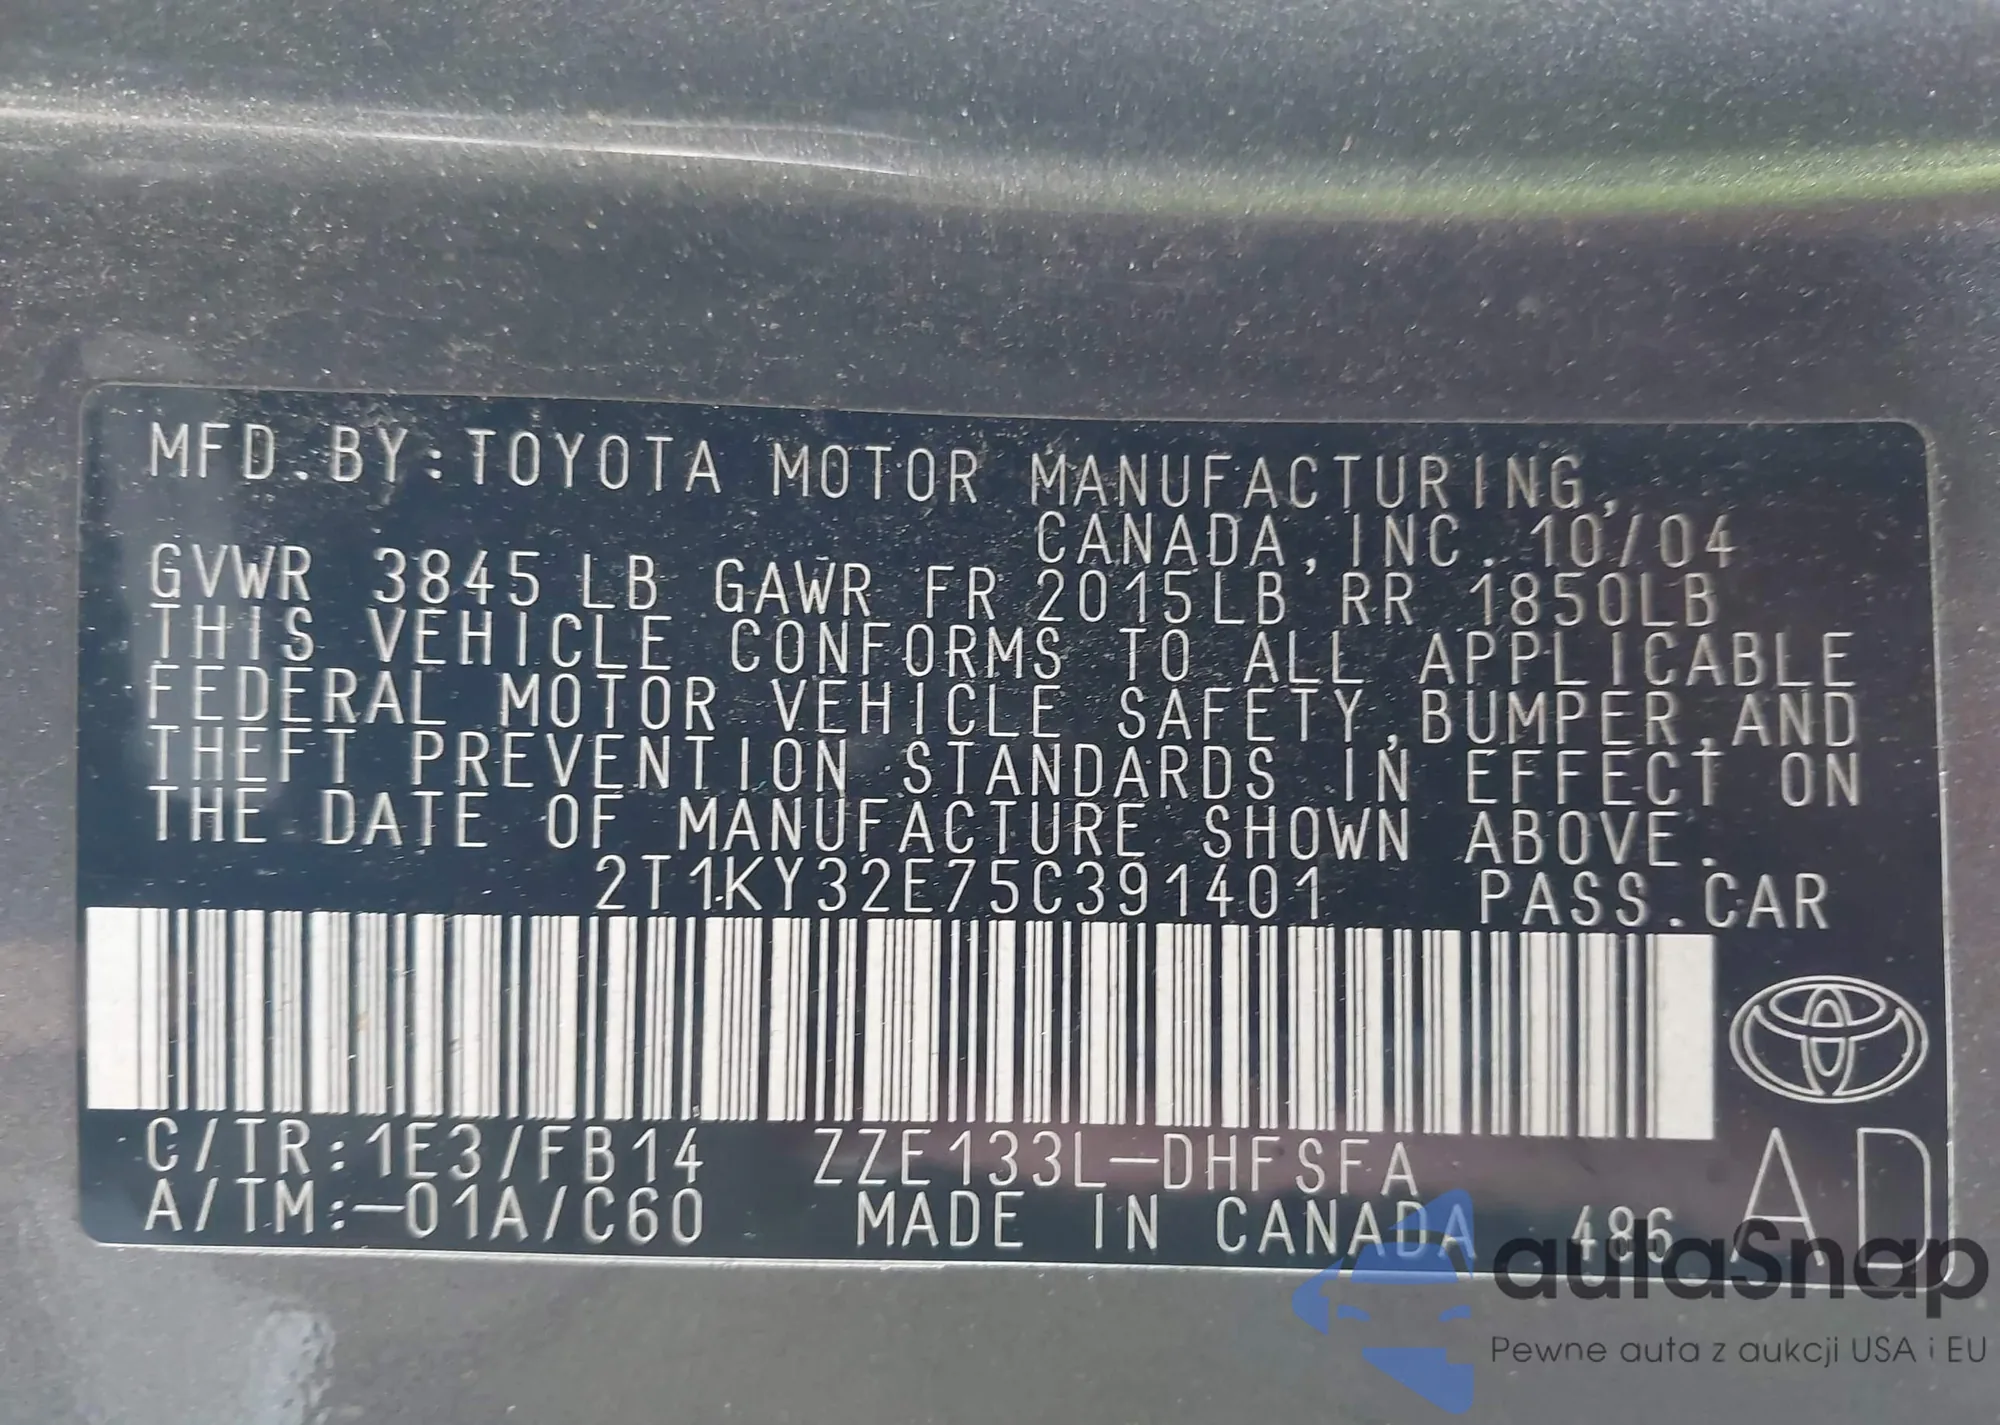 MFD.BY:TOYOTA MOTOR MANUFACTURING,
CANADA,INC. 10/04
GVWR 3845LB GAWR FR 2015LB RR 1850LB
THIS VEHICLE CONFORMS TO ALL APPLICABLE
FEDERAL MOTOR VEHICLE SAFETY,BUMPER,AND
THEFT PREVENTION STANDARDS IN EFFECT ON
THE DATE OF MANUFACTURE SHOWN ABOVE.
2T1KY32E75C391401 PASS.CAR
C/TR:1E3/FB14 ZZE133L-DHFSFA
A/TM:-01A/C60 MADE IN CANADA 486 AD
autaSnap
Pewne auta z aukcji USA i EU